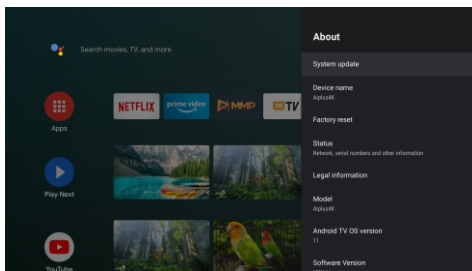 Search movies, TV, and more
Apps
NETFLIX
prime video
MMP
TV
Play Next
YouTube
About
System update
Device name
Aiplus4K
Factory reset
Status
Network, serial numbers and other information
Legal information
Model
Aiplus4K
Android TV OS version
11
Software Version